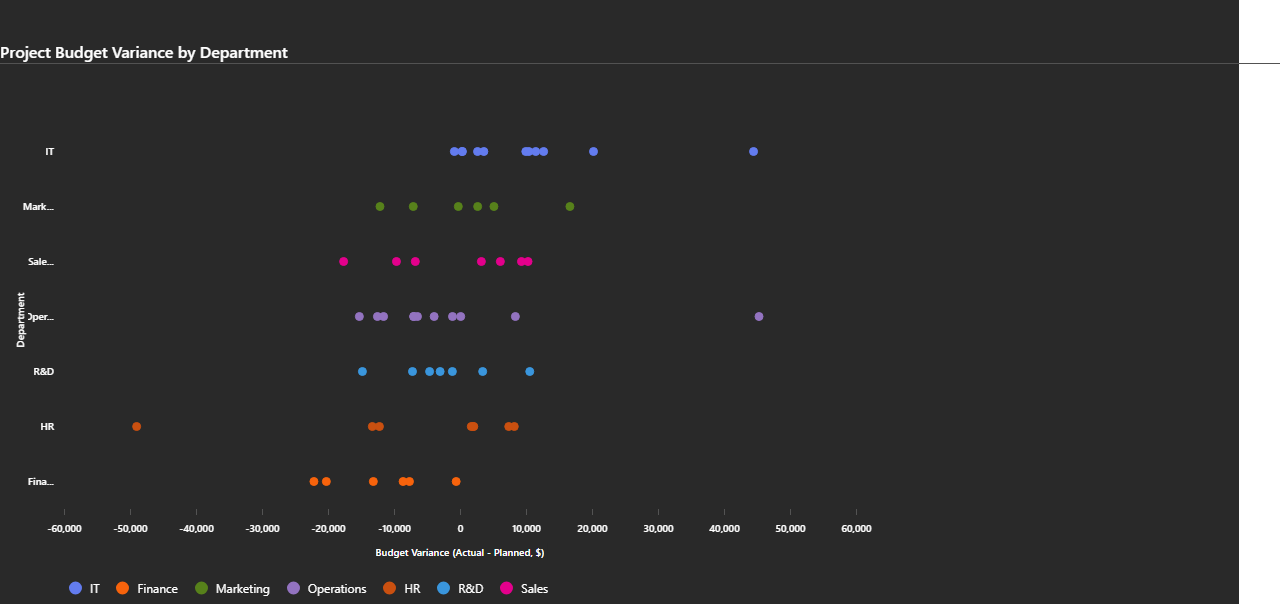 Project Budget Variance by Department
IT
Mark...
Sale...
Oper...
R&D
HR
Fina...
Department
-60,000 -50,000 -40,000 -30,000 -20,000 -10,000 0 10,000 20,000 30,000 40,000 50,000 60,000
Budget Variance (Actual - Planned, $)
IT Finance Marketing Operations HR R&D Sales